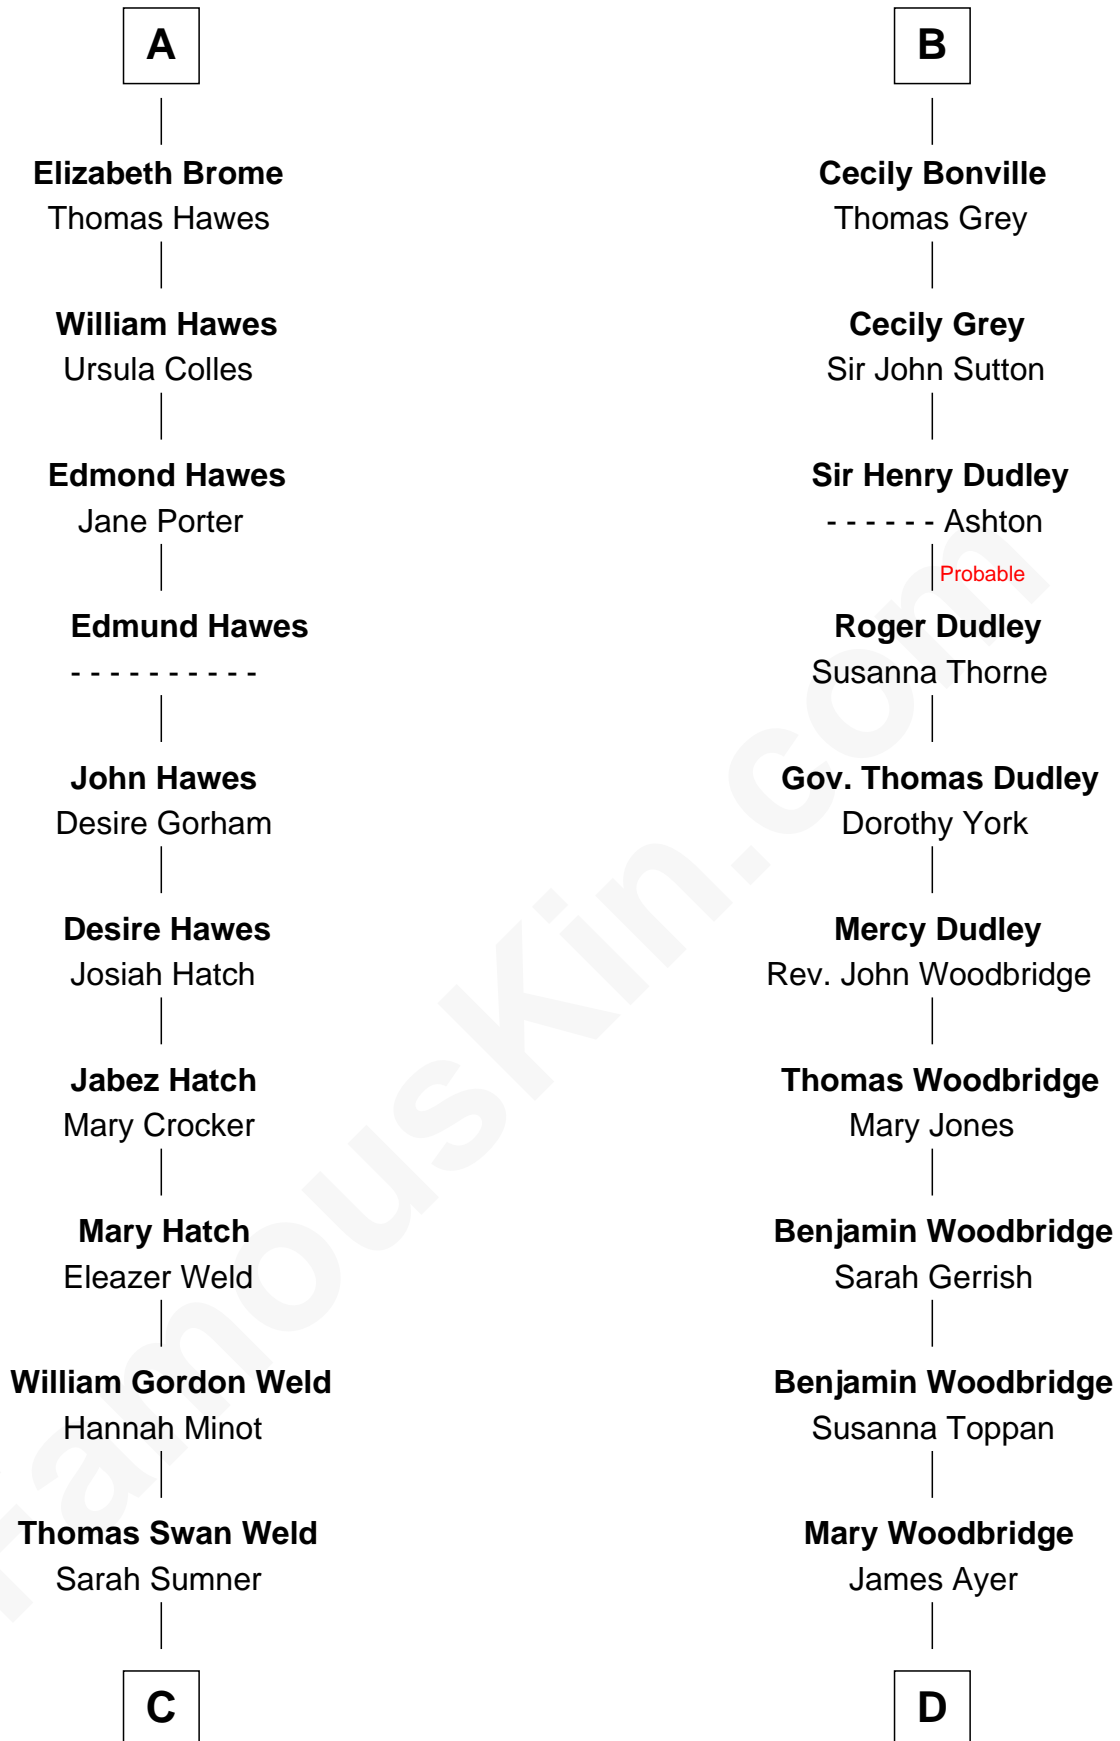 A
Elizabeth Brome
Thomas Hawes
William Hawes
Ursula Colles
Edmond Hawes
Jane Porter
Edmund Hawes
- - - - - - - - - -
John Hawes
Desire Gorham
Desire Hawes
Josiah Hatch
Jabez Hatch
Mary Crocker
Mary Hatch
Eleazer Weld
William Gordon Weld
Hannah Minot
Thomas Swan Weld
Sarah Sumner
C
B
Cecily Bonville
Thomas Grey
Cecily Grey
Sir John Sutton
Sir Henry Dudley
- - - - - - Ashton
Probable
Roger Dudley
Susanna Thorne
Gov. Thomas Dudley
Dorothy York
Mercy Dudley
Rev. John Woodbridge
Thomas Woodbridge
Mary Jones
Benjamin Woodbridge
Sarah Gerrish
Benjamin Woodbridge
Susanna Toppan
Mary Woodbridge
James Ayer
D
FamousKin.com